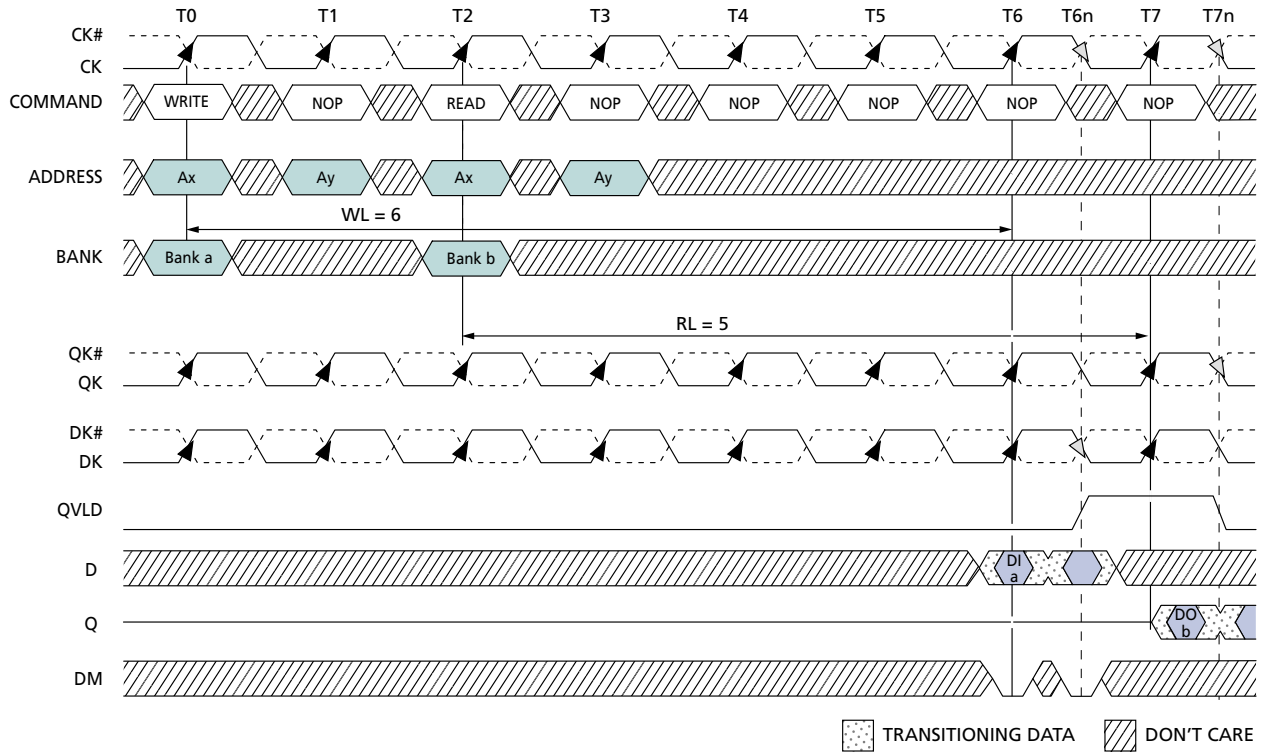 T0 T1 T2 T3 T4 T5 T6 T6n T7 T7n
CK#
CK
COMMAND WRITE NOP READ NOP NOP NOP NOP NOP
ADDRESS Ax Ay Ax Ay
WL = 6
BANK Bank a Bank b
RL = 5
QK#
QK
DK#
DK
QVLD
D DI a
Q DO b
DM
TRANSITIONING DATA DON'T CARE